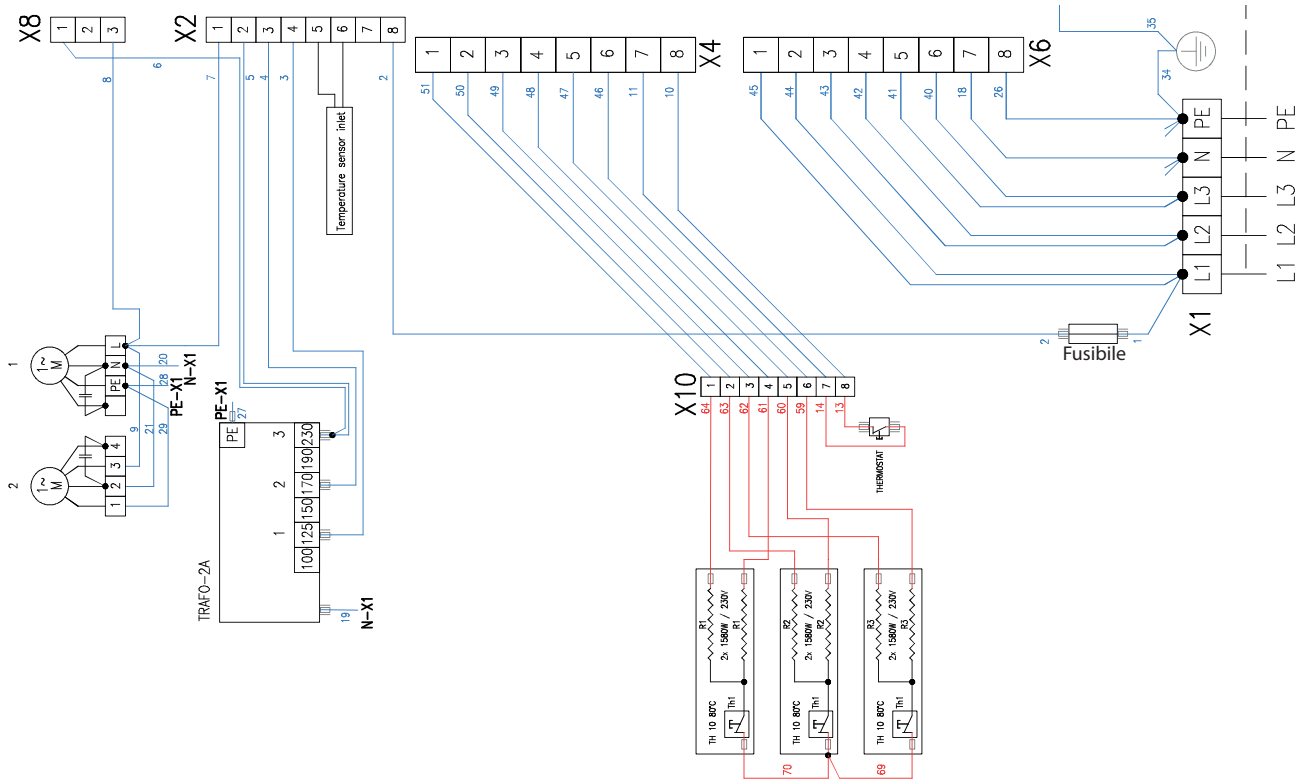 X8
1
2
3
X2
1
2
3
4
5
6
7
8
8
6
7
5
4
3
2
Temperature sensor inlet
1
2
3
4
5
6
7
8
X4
51
50
49
48
47
46
11
10
1
2
3
4
5
6
7
8
X6
45
44
43
42
41
40
18
26
35
34
PE
N
L3
L2
L1
X1
PE
N
L3
L2
L1
2
1
Fusibile
1
1~
M
L
N
PE
20
28
N-X1
PE-X1
9
21
29
2
1~
M
4
3
2
1
PE-X1
27
PE
TRAFO-2A
3
2
1
230
190
170
150
125
100
19
N-X1
X10
1
2
3
4
5
6
7
8
64
63
62
61
60
59
14
13
THERMOSTAT
R1
2x 1580W / 230V
R1
TH 10 80°C
Th1
R2
2x 1580W / 230V
R2
TH 10 80°C
Th1
R3
2x 1580W / 230V
R3
TH 10 80°C
Th1
70
69